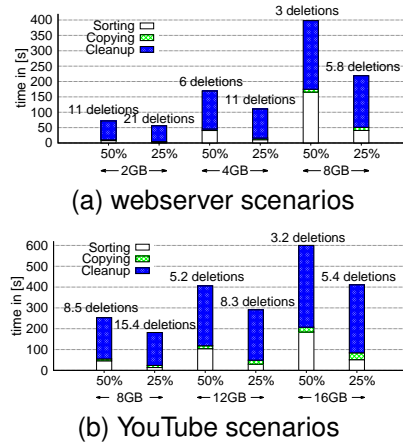 3 deletions
400
350
300
250
200
150
100
50
0
time in [s]
Sorting
Copying
Cleanup
11 deletions
21 deletions
6 deletions
11 deletions
5.8 deletions
50% 25% 50% 25% 50% 25%
2GB 4GB 8GB
(a) webserver scenarios
3.2 deletions
600
500
400
300
200
100
0
time in [s]
Sorting
Copying
Cleanup
8.5 deletions
15.4 deletions
5.2 deletions
8.3 deletions
5.4 deletions
50% 25% 50% 25% 50% 25%
8GB 12GB 16GB
(b) YouTube scenarios